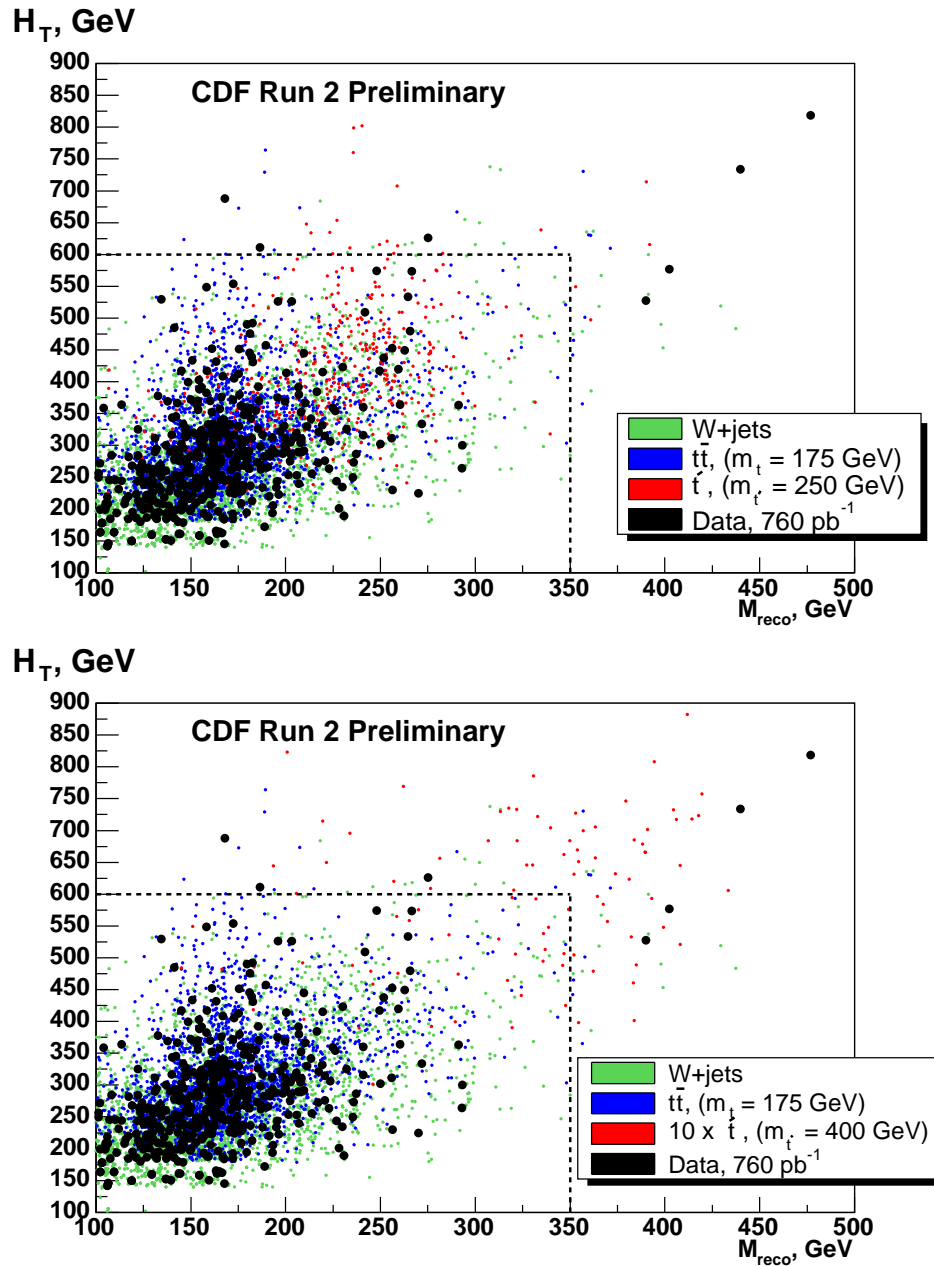 H_T, GeV
900
850
800
750
700
650
600
550
500
450
400
350
300
250
200
150
100
CDF Run 2 Preliminary
W+jets
tt̄, (m_t = 175 GeV)
t′, (m_t′ = 250 GeV)
Data, 760 pb⁻¹
100 150 200 250 300 350 400 450 500
M_reco, GeV
H_T, GeV
900
850
800
750
700
650
600
550
500
450
400
350
300
250
200
150
100
CDF Run 2 Preliminary
W+jets
tt̄, (m_t = 175 GeV)
10 x t′, (m_t′ = 400 GeV)
Data, 760 pb⁻¹
100 150 200 250 300 350 400 450 500
M_reco, GeV